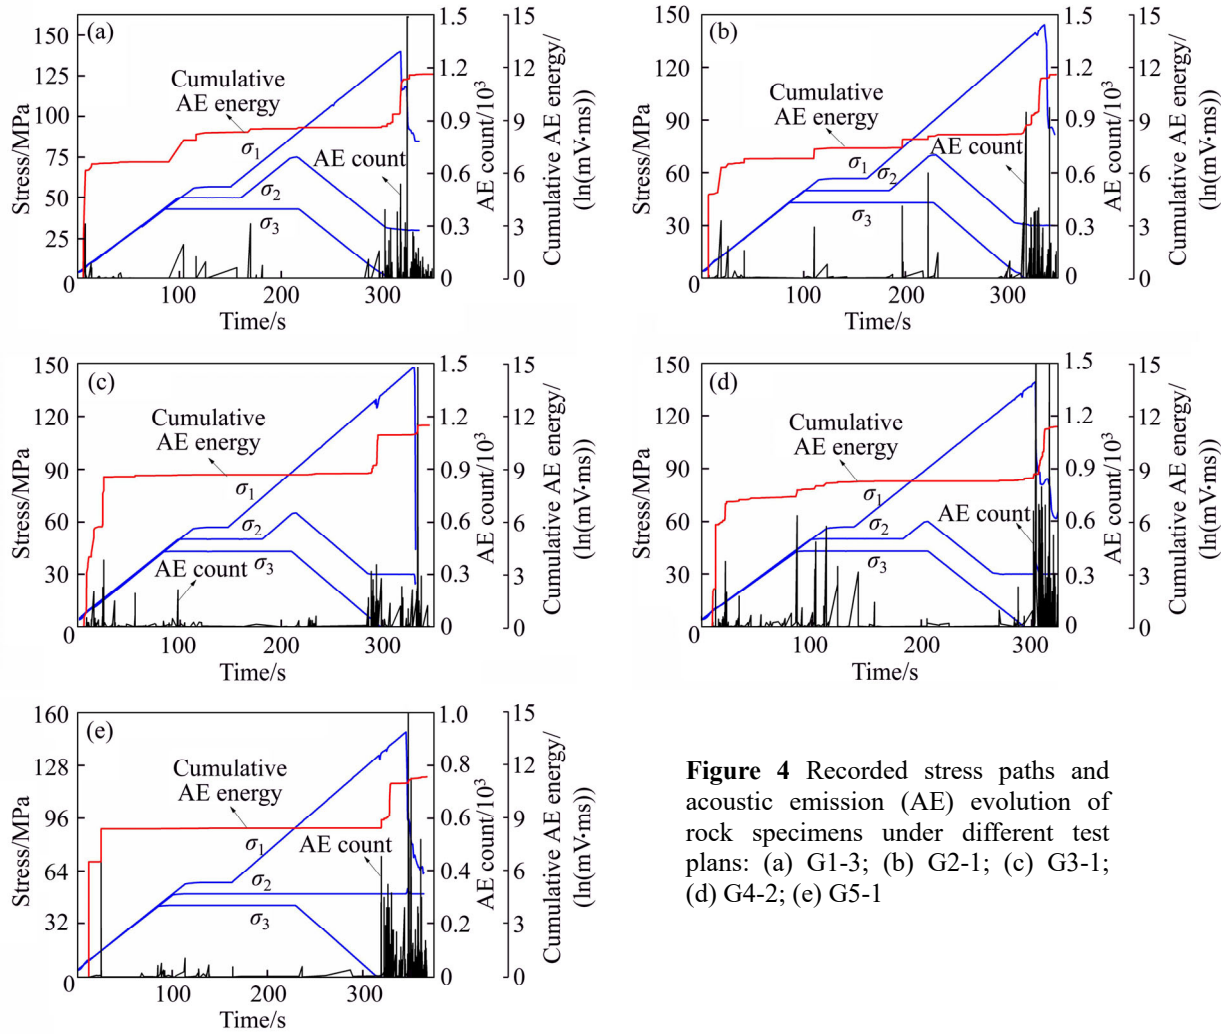 (a)
150
125
100
75
50
25
0
Stress/MPa
Cumulative
AE energy
σ1
σ2
σ3
AE count
100
200
300
Time/s
1.5
1.2
0.9
0.6
0.3
0
AE count/10³
15
12
9
6
3
0
Cumulative AE energy/
(ln(mV·ms))
(b)
150
120
90
60
30
0
Stress/MPa
Cumulative
AE energy
AE count
σ1
σ2
σ3
100
200
300
Time/s
1.5
1.2
0.9
0.6
0.3
0
AE count/10³
15
12
9
6
3
0
Cumulative AE energy/
(ln(mV·ms))
(c)
150
120
90
60
30
0
Stress/MPa
Cumulative
AE energy
σ1
σ2
σ3
AE count
100
200
300
Time/s
1.5
1.2
0.9
0.6
0.3
0
AE count/10³
15
12
9
6
3
0
Cumulative AE energy/
(ln(mV·ms))
(d)
150
120
90
60
30
0
Stress/MPa
Cumulative
AE energy
σ1
AE count
σ2
σ3
100
200
300
Time/s
1.5
1.2
0.9
0.6
0.3
0
AE count/10³
15
12
9
6
3
0
Cumulative AE energy/
(ln(mV·ms))
(e)
160
128
96
64
32
0
Stress/MPa
Cumulative
AE energy
σ1
AE count
σ2
σ3
100
200
300
Time/s
1.0
0.8
0.6
0.4
0.2
0
AE count/10³
15
12
9
6
3
0
Cumulative AE energy/
(ln(mV·ms))
Figure 4 Recorded stress paths and
acoustic emission (AE) evolution of
rock specimens under different test
plans: (a) G1-3; (b) G2-1; (c) G3-1;
(d) G4-2; (e) G5-1